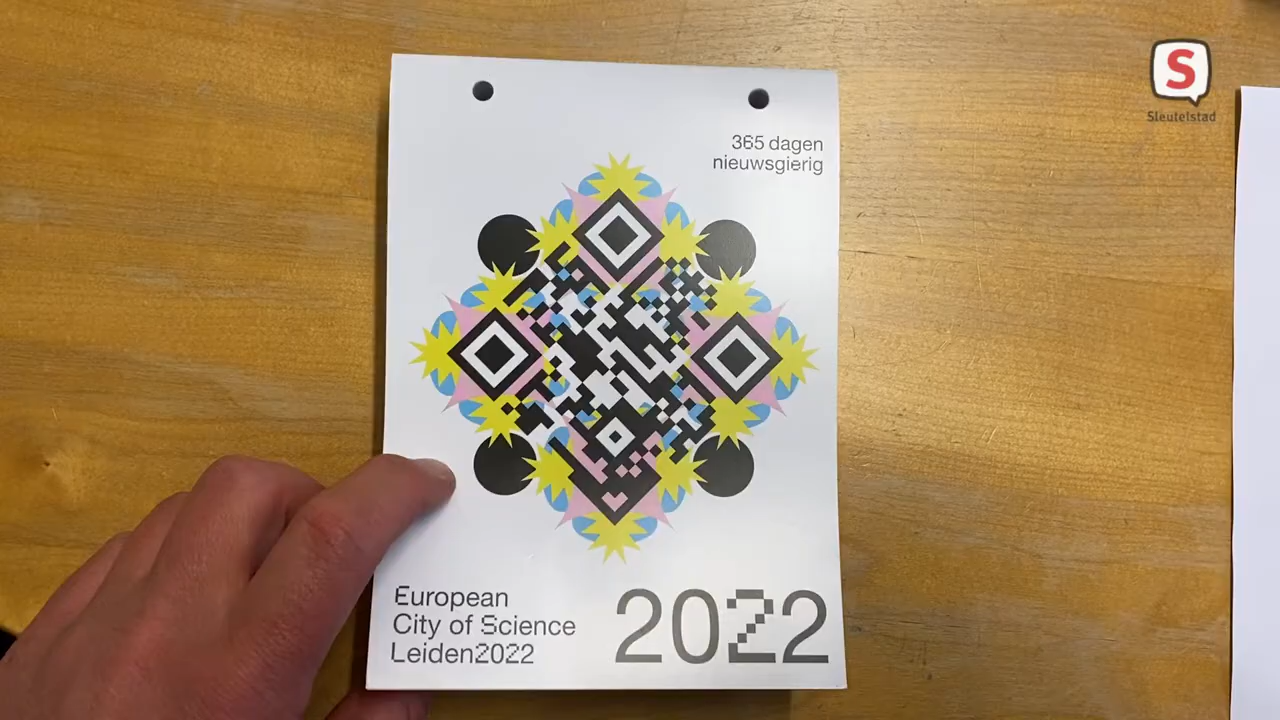 S
Sleutelstad
365 dagen
nieuwsgierig
European
City of Science
Leiden2022
2022